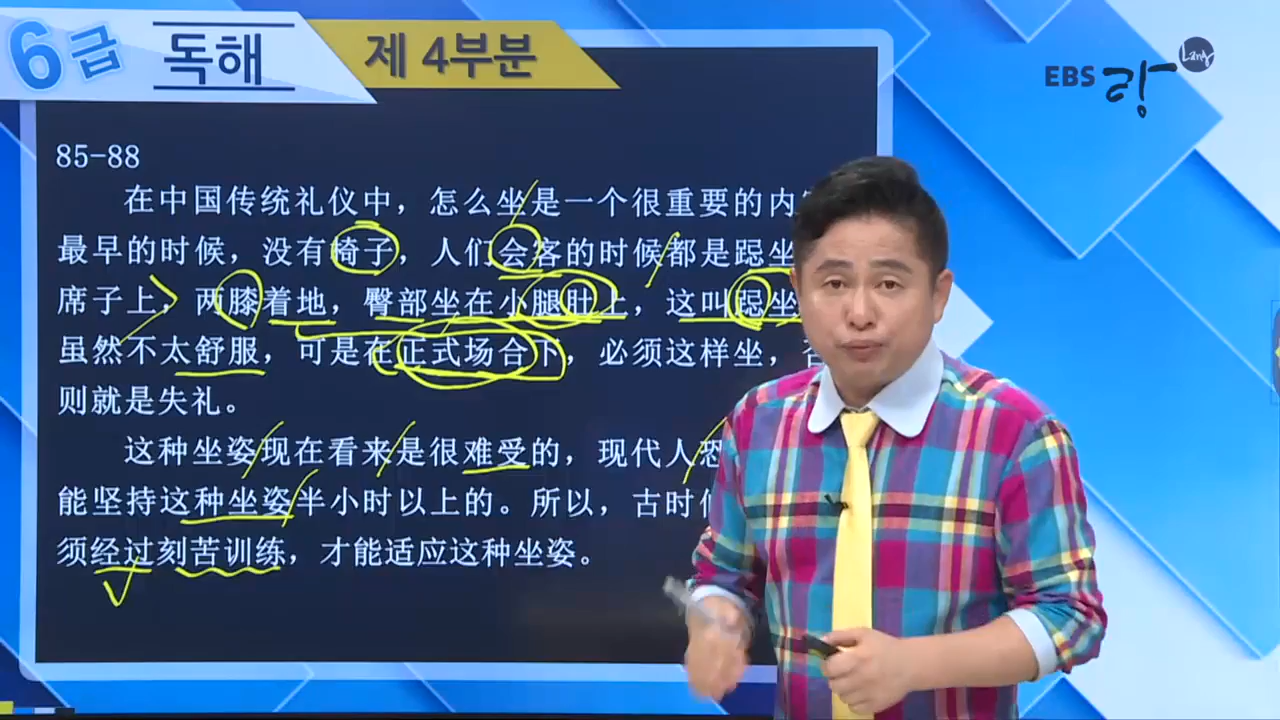 6급 독해 제 4부분
EBS 랑 Lang
85-88
在中国传统礼仪中，怎么坐是一个很重要的内
最早的时候，没有椅子，人们会客的时候都是跽坐
席子上，两膝着地，臀部坐在小腿肚上，这叫跽坐
虽然不太舒服，可是在正式场合下，必须这样坐，否
则就是失礼。
这种坐姿现在看来是很难受的，现代人恐
能坚持这种坐姿半小时以上的。所以，古时
须经过刻苦训练，才能适应这种坐姿。